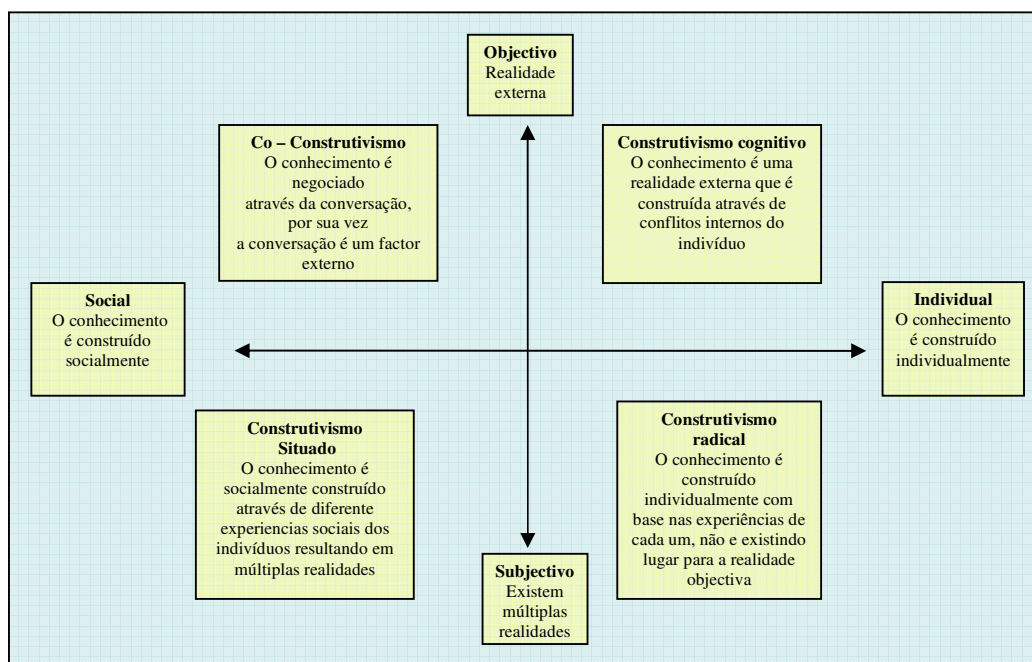 Objectivo
Realidade
externa
Co – Construtivismo
O conhecimento é
negociado
através da conversação,
por sua vez
a conversação é um factor
externo
Construtivismo cognitivo
O conhecimento é uma
realidade externa que é
construída através de
conflitos internos do
indivíduo
Social
O conhecimento
é construído
socialmente
Individual
O conhecimento
é construído
individualmente
Construtivismo
Situado
O conhecimento é
socialmente construído
através de diferente
experiencias sociais dos
indivíduos resultando em
múltiplas realidades
Construtivismo
radical
O conhecimento é
construído
individualmente com
base nas experiências de
cada um, não e existindo
lugar para a realidade
objectiva
Subjectivo
Existem
múltiplas
realidades